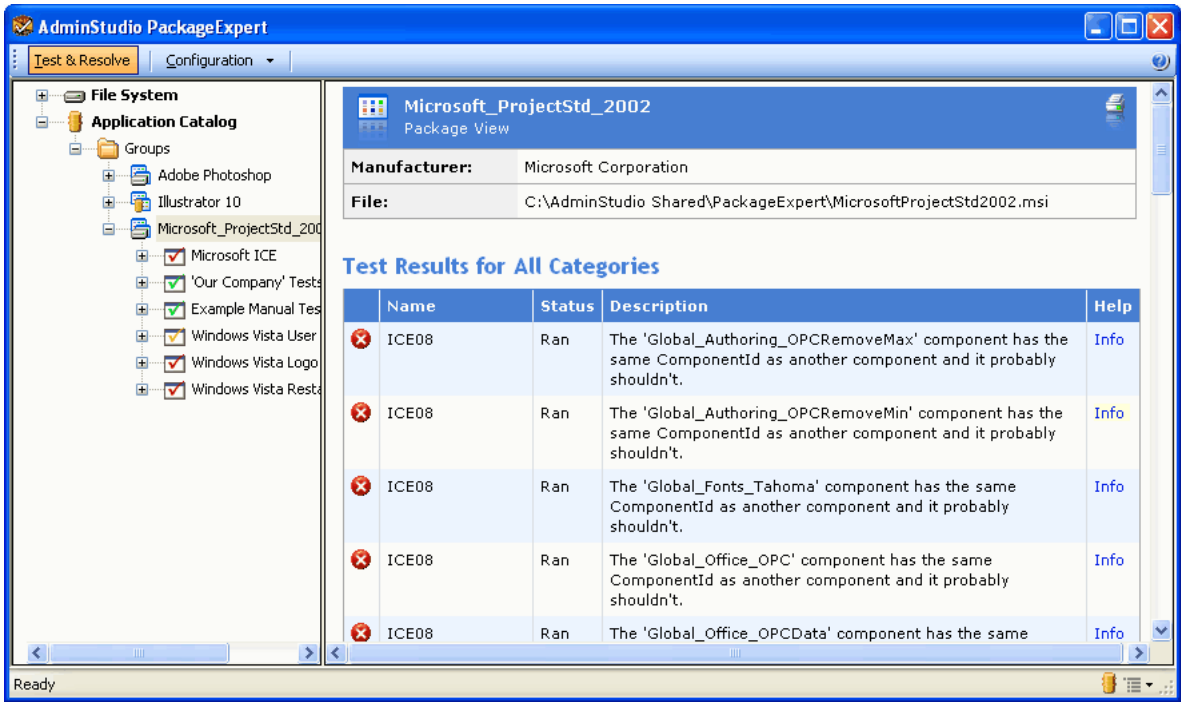 AdminStudio PackageExpert
Test & Resolve
Configuration
File System
Application Catalog
Groups
Adobe Photoshop
Illustrator 10
Microsoft_ProjectStd_200
Microsoft ICE
'Our Company' Tests
Example Manual Tes
Windows Vista User
Windows Vista Logo
Windows Vista Resta
Microsoft_ProjectStd_2002
Package View
Manufacturer: Microsoft Corporation
File: C:\AdminStudio Shared\PackageExpert\MicrosoftProjectStd2002.msi
Test Results for All Categories
Name Status Description Help
ICE08 Ran The 'Global_Authoring_OPCRemoveMax' component has the Info
same ComponentId as another component and it probably
shouldn't.
ICE08 Ran The 'Global_Authoring_OPCRemoveMin' component has the Info
same ComponentId as another component and it probably
shouldn't.
ICE08 Ran The 'Global_Fonts_Tahoma' component has the same Info
ComponentId as another component and it probably
shouldn't.
ICE08 Ran The 'Global_Office_OPC' component has the same Info
ComponentId as another component and it probably
shouldn't.
ICE08 Ran The 'Global_Office_OPCData' component has the same Info
Ready